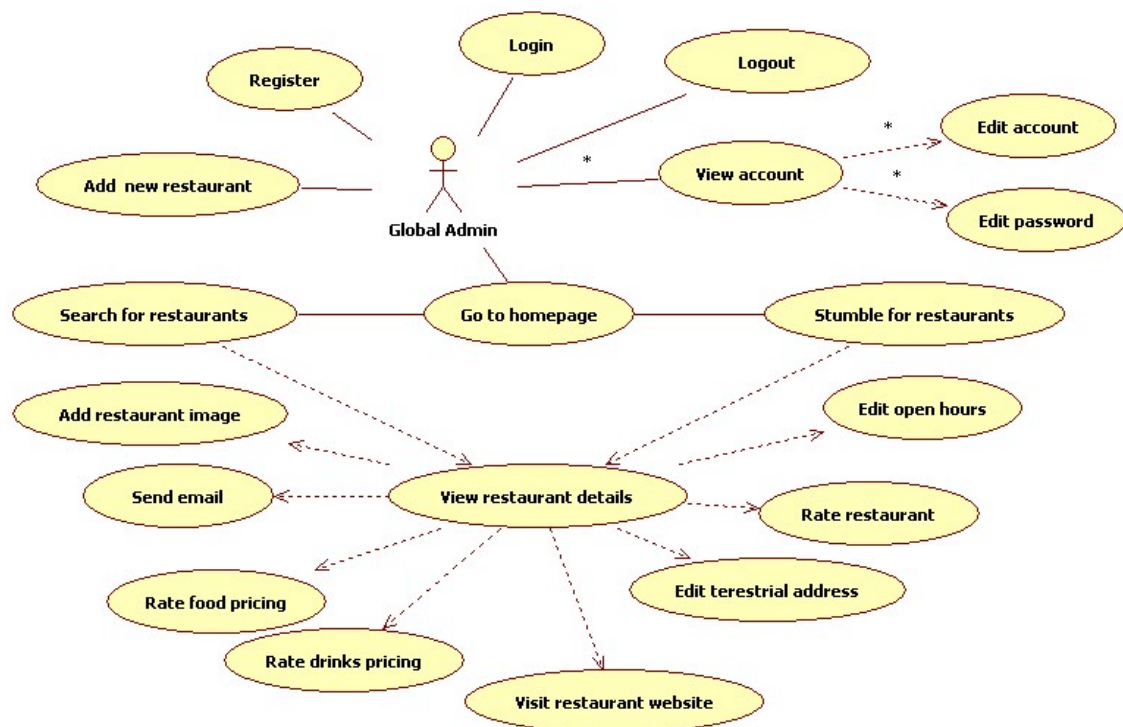 Login
Logout
Register
Edit account
*
*
View account
Add  new restaurant
*
Edit password
Global Admin
Search for restaurants
Go to homepage
Stumble for restaurants
Add restaurant image
Edit open hours
Send email
View restaurant details
Rate restaurant
Edit terestrial address
Rate food pricing
Rate drinks pricing
Visit restaurant website